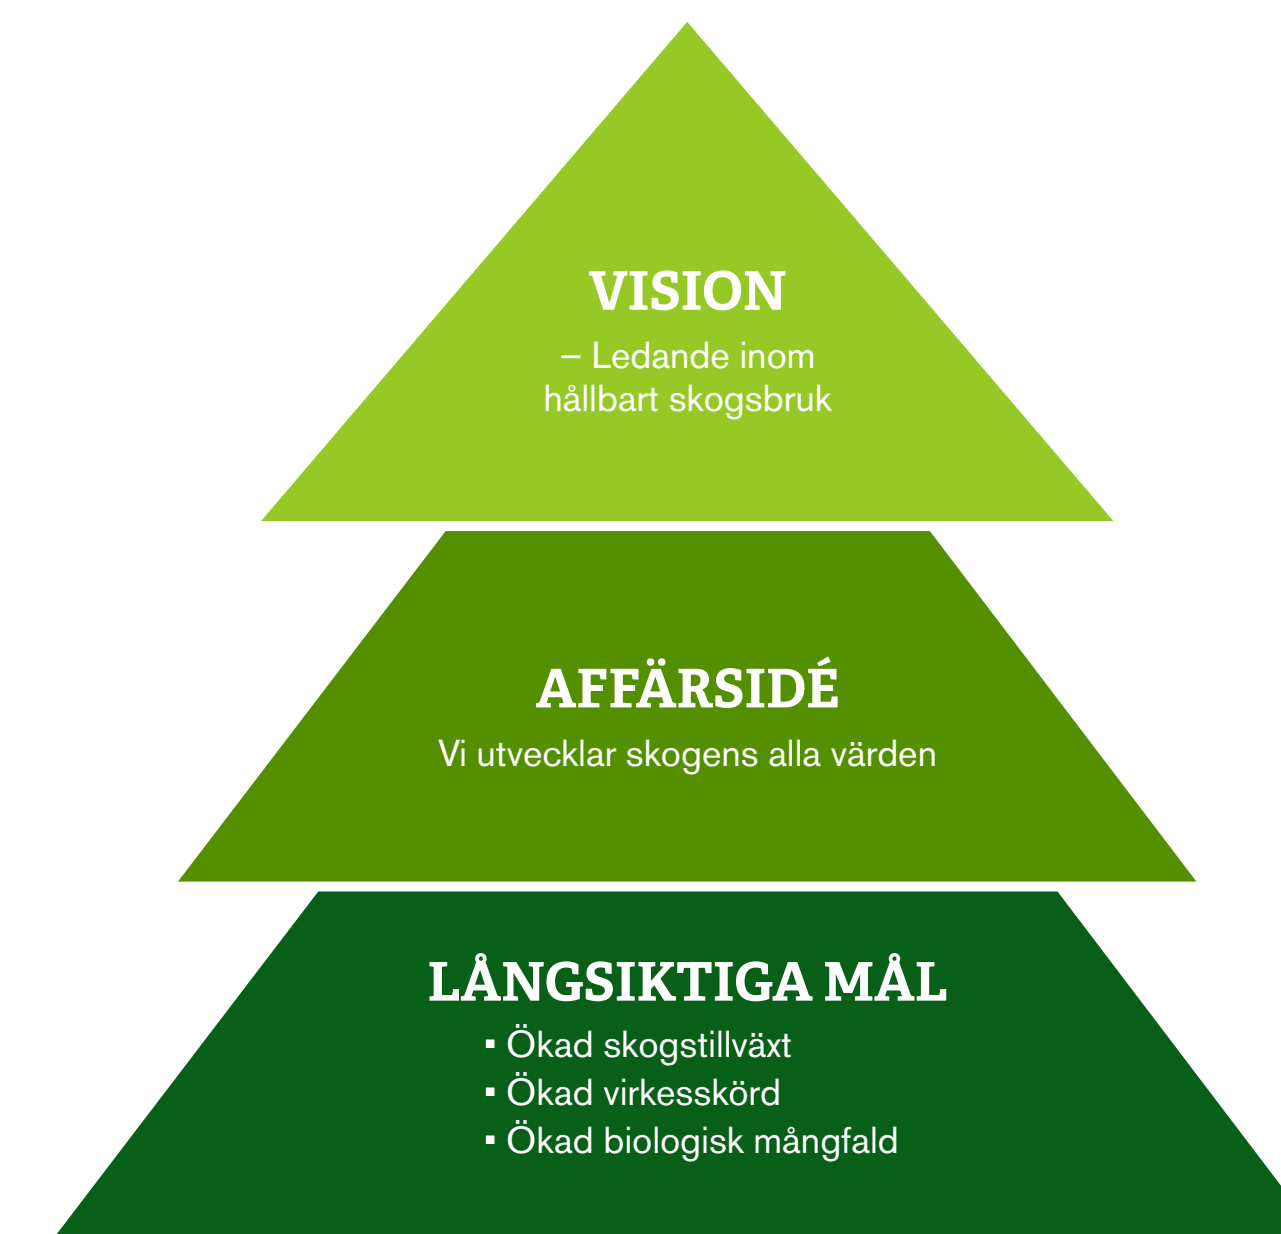 VISION
– Ledande inom
hållbart skogsbruk
AFFÄRSIDÉ
Vi utvecklar skogens alla värden
LÅNGSIKTIGA MÅL
▪ Ökad skogstillväxt
▪ Ökad virkesskörd
▪ Ökad biologisk mångfald